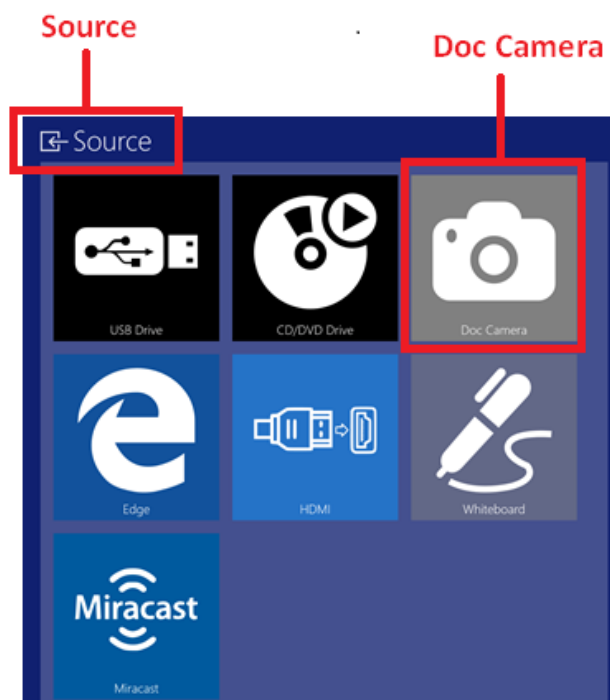 Source
Doc Camera
Source
USB Drive
CD/DVD Drive
Doc Camera
Edge
HDMI
Whiteboard
Miracast
Miracast